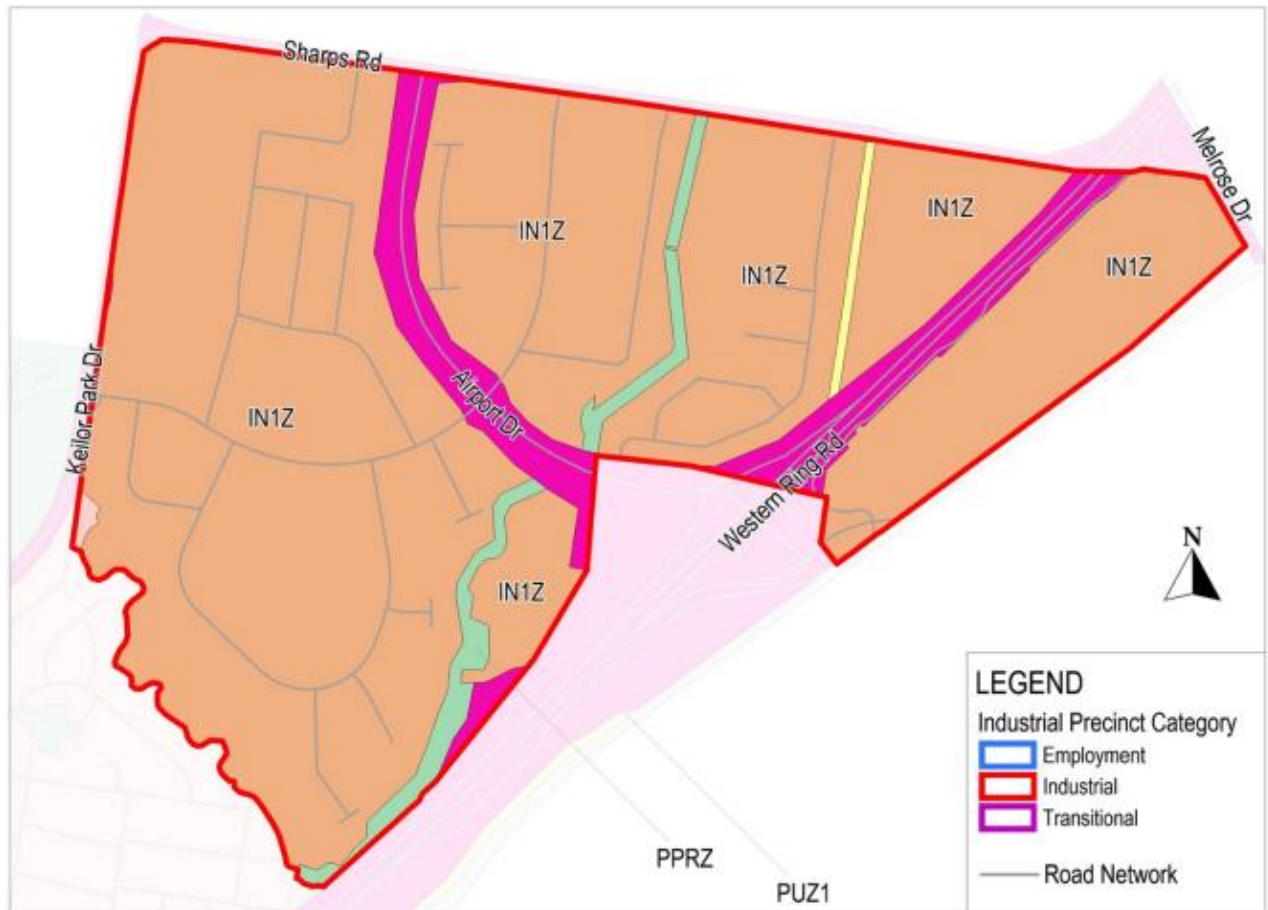 Sharps Rd
Melrose Dr
IN1Z
IN1Z
IN1Z
IN1Z
Keilor Park Dr
Airport Dr
IN1Z
Western Ring Rd
N
IN1Z
LEGEND
Industrial Precinct Category
Employment
Industrial
Transitional
Road Network
PPRZ
PUZ1